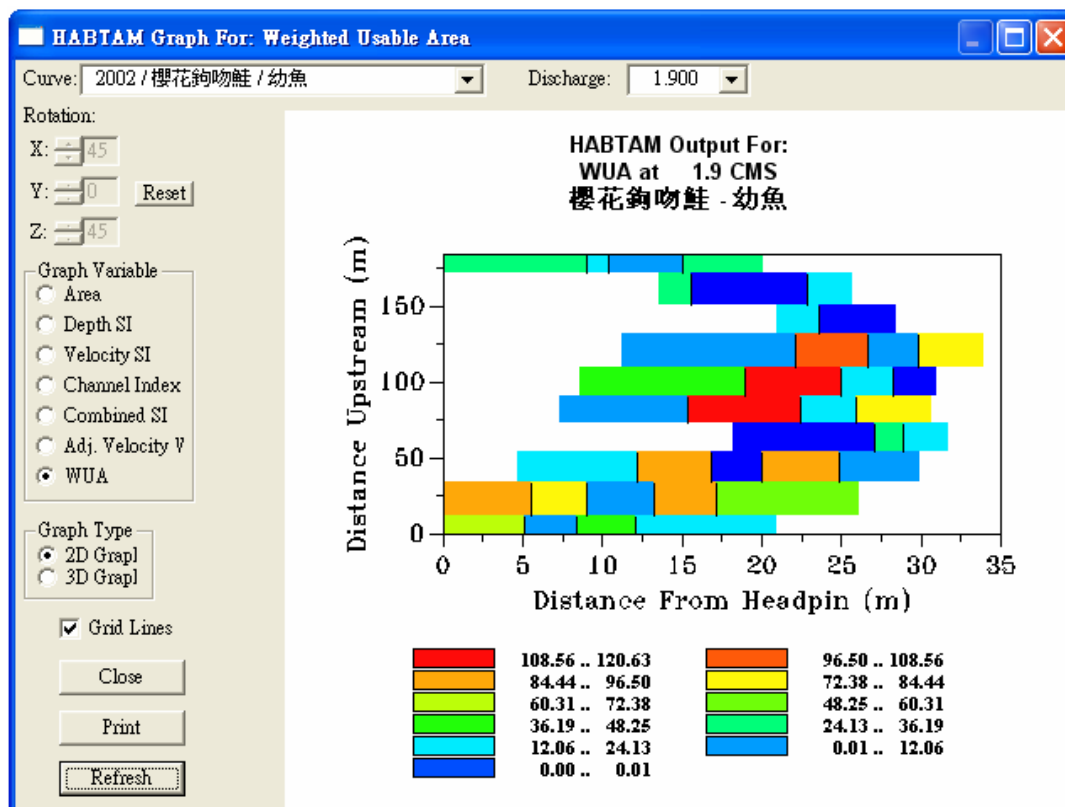 HABTAM Graph For: Weighted Usable Area
Curve: 2002 / 櫻花鉤吻鮭 / 幼魚 Discharge: 1.900
Rotation:
X: 45
Y: 0 Reset
Z: 45
Graph Variable
Area
Depth SI
Velocity SI
Channel Index
Combined SI
Adj. Velocity V
WUA
Graph Type
2D Grapl
3D Grapl
Grid Lines
Close
Print
Refresh
HABTAM Output For:
WUA at 1.9 CMS
櫻花鉤吻鮭 - 幼魚
Distance Upstream (m)
150
100
50
0
0 5 10 15 20 25 30 35
Distance From Headpin (m)
108.56 .. 120.63 96.50 .. 108.56
84.44 .. 96.50 72.38 .. 84.44
60.31 .. 72.38 48.25 .. 60.31
36.19 .. 48.25 24.13 .. 36.19
12.06 .. 24.13 0.01 .. 12.06
0.00 .. 0.01